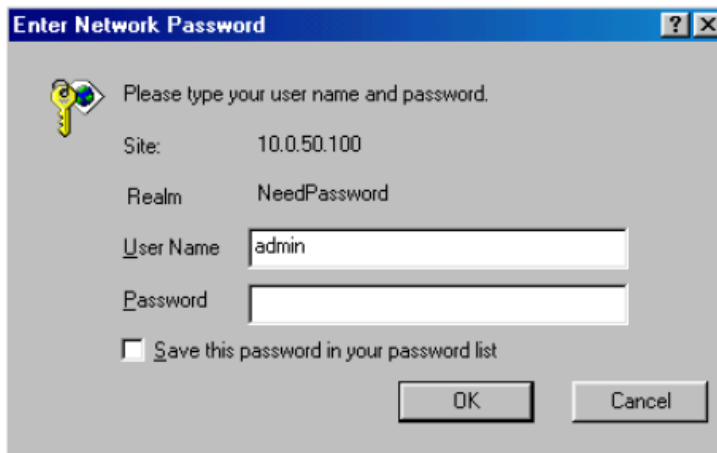 Enter Network Password
Please type your user name and password.
Site: 10.0.50.100
Realm NeedPassword
User Name admin
Password
Save this password in your password list
OK Cancel